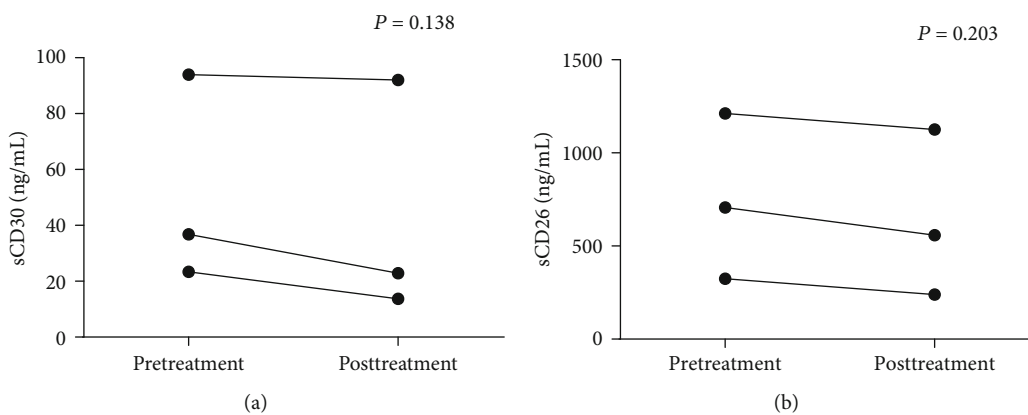 P = 0.138
100
80
60
40
20
0
sCD30 (ng/mL)
Pretreatment
Posttreatment
(a)
P = 0.203
1500
1000
500
0
sCD26 (ng/mL)
Pretreatment
Posttreatment
(b)